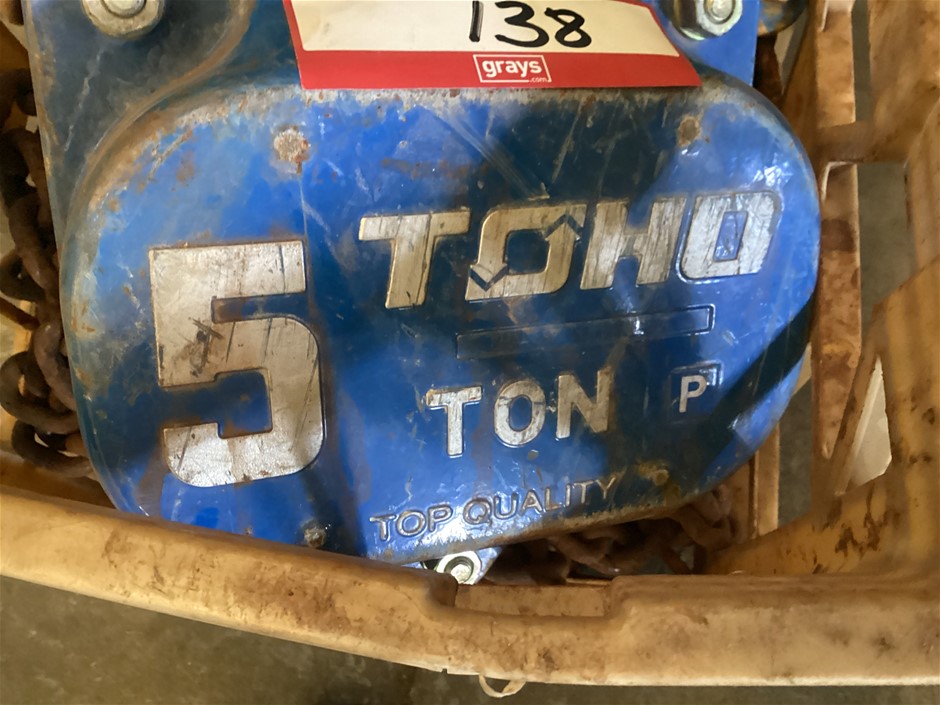 138
grays
.com
5
TOHO
TON P
TOP QUALITY